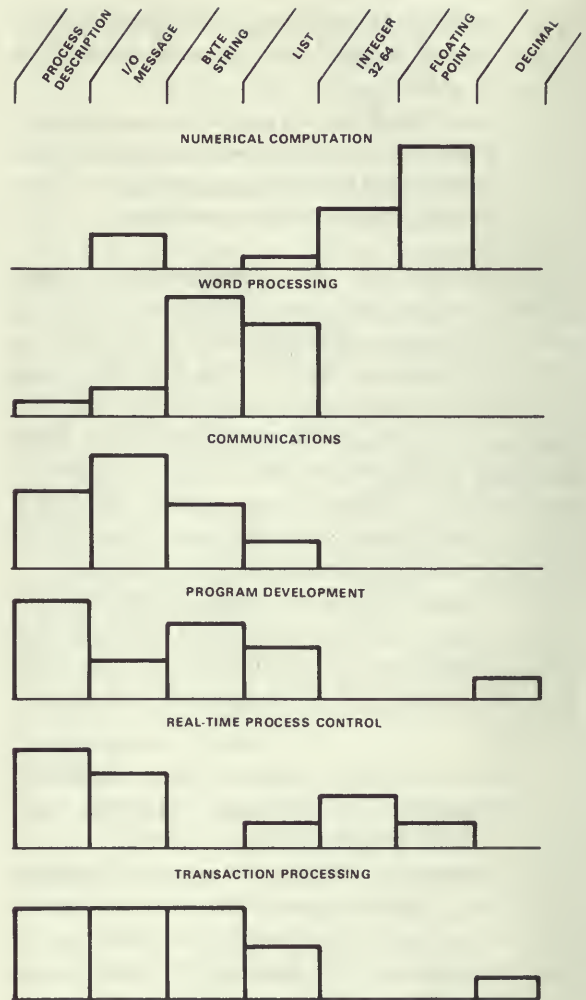 PROCESS
DESCRIPTION
I/O
MESSAGE
BYTE
STRING
LIST
INTEGER
32 64
FLOATING
POINT
DECIMAL
NUMERICAL COMPUTATION
WORD PROCESSING
COMMUNICATIONS
PROGRAM DEVELOPMENT
REAL-TIME PROCESS CONTROL
TRANSACTION PROCESSING